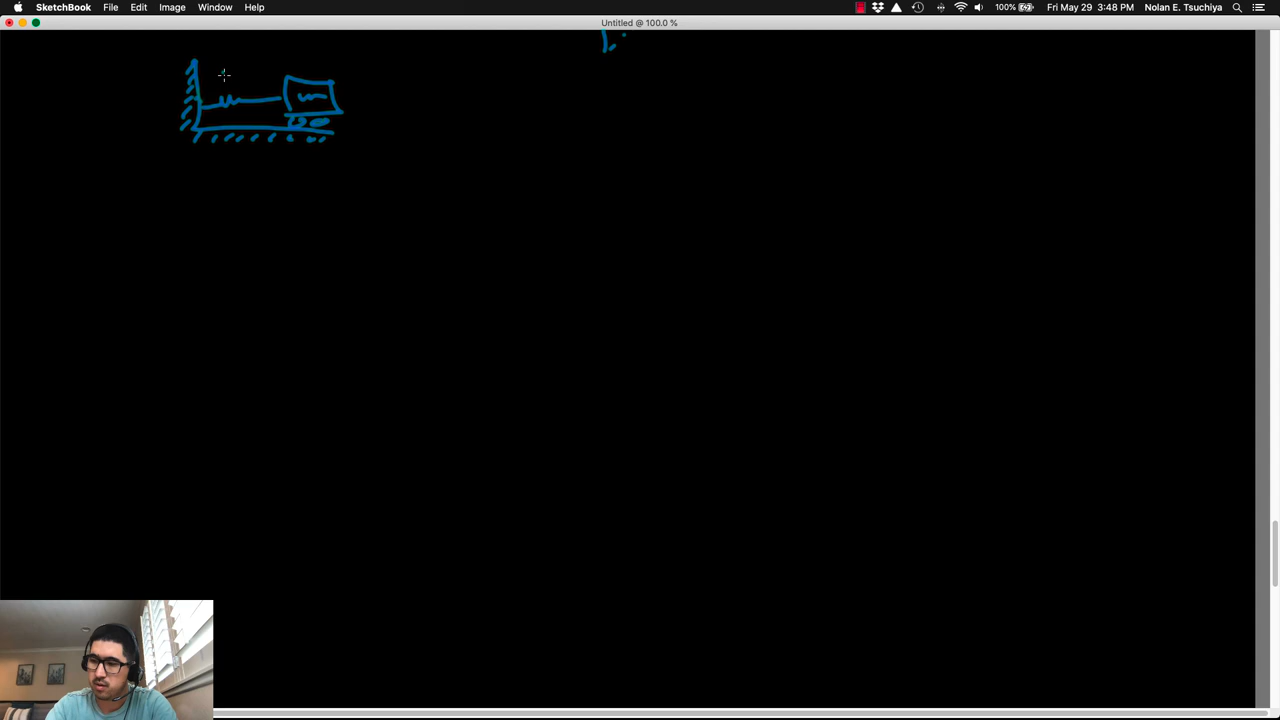 SketchBook File Edit Image Window Help 100% Fri May 29 3:48 PM Nolan E. Tsuchiya
Untitled @ 100.0 %
m